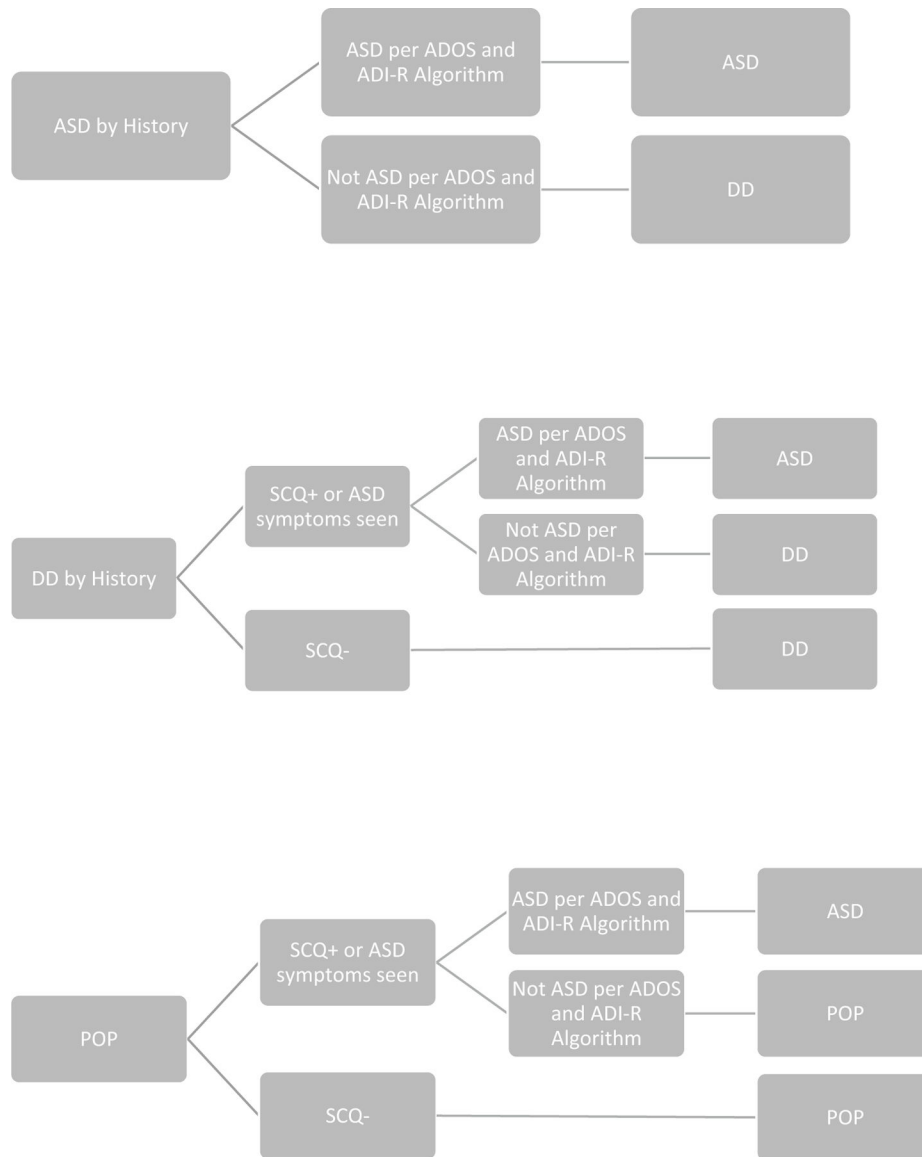 ASD by History
ASD per ADOS and
ADI-R Algorithm
ASD
Not ASD per ADOS and
ADI-R Algorithm
DD
DD by History
SCQ+ or ASD
symptoms seen
ASD per ADOS
and ADI-R
Algorithm
ASD
Not ASD per
ADOS and ADI-R
Algorithm
DD
SCQ-
DD
POP
SCQ+ or ASD
symptoms seen
ASD per ADOS and
ADI-R Algorithm
ASD
Not ASD per ADOS
and ADI-R
Algorithm
POP
SCQ-
POP